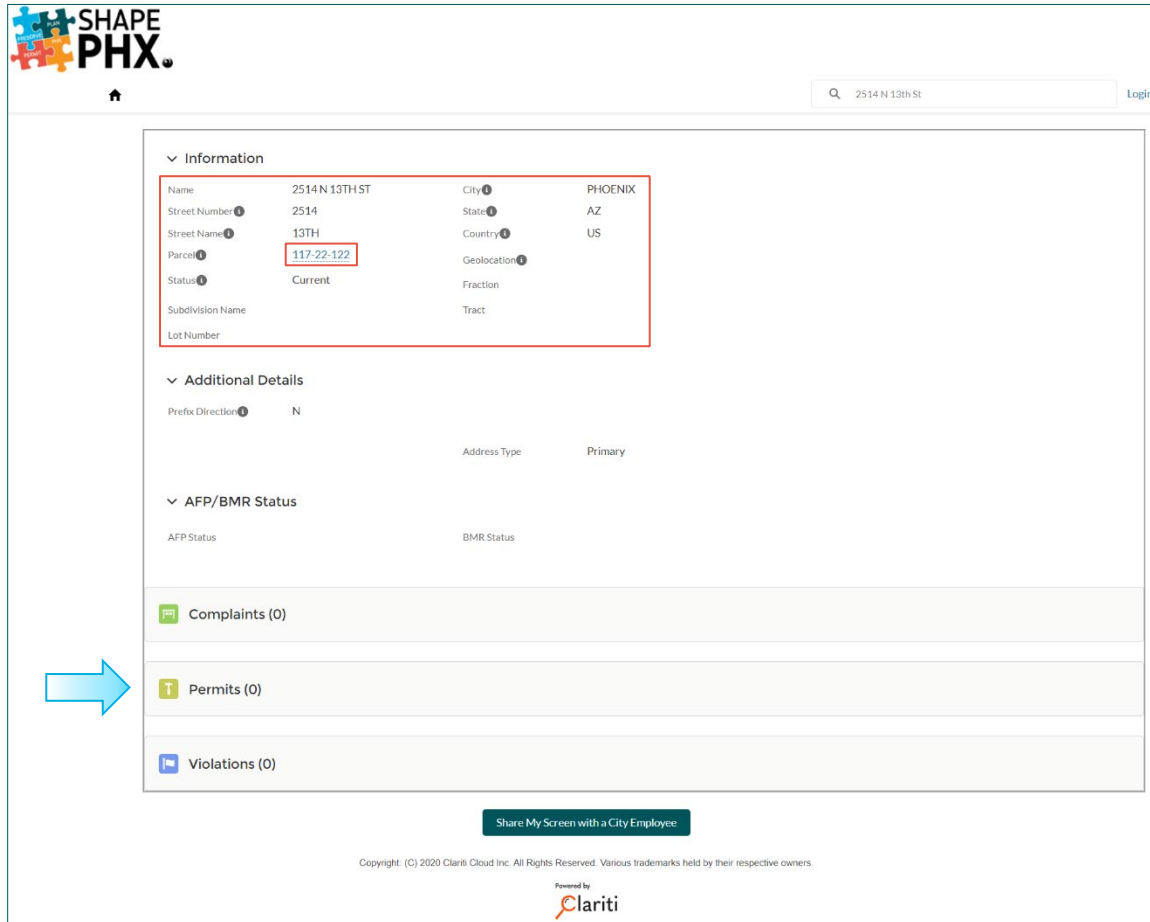 PLAN
PRESERVE
PERMIT
SHAPE
PHX.
2514 N 13th St
Login
Information
Name 2514 N 13TH ST City PHOENIX
Street Number 2514 State AZ
Street Name 13TH Country US
Parcel 117-22-122 Geolocation
Status Current Fraction
Subdivision Name Tract
Lot Number
Additional Details
Prefix Direction N
Address Type Primary
AFP/BMR Status
AFP Status BMR Status
Complaints (0)
Permits (0)
Violations (0)
Share My Screen with a City Employee
Copyright: (C) 2020 Clariti Cloud Inc. All Rights Reserved. Various trademarks held by their respective owners.
Powered by
Clariti